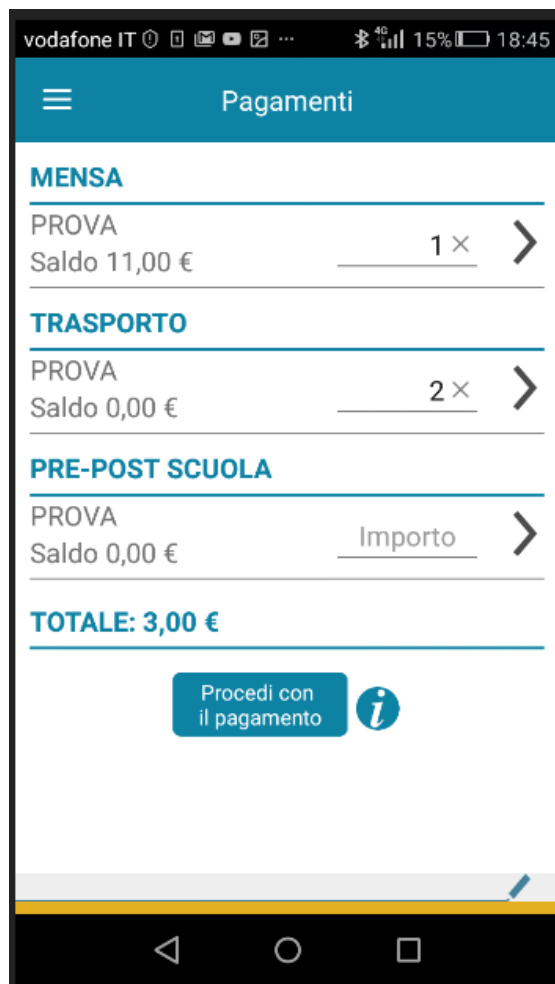 vodafone IT 4G 15% 18:45
Pagamenti
MENSA
PROVA
Saldo 11,00 €
1 ×
TRASPORTO
PROVA
Saldo 0,00 €
2 ×
PRE-POST SCUOLA
PROVA
Saldo 0,00 €
Importo
TOTALE: 3,00 €
Procedi con
il pagamento
i